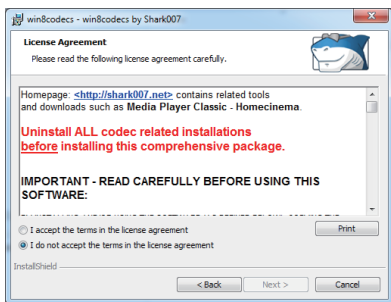 win8codecs - win8codecs by Shark007
License Agreement
Please read the following license agreement carefully.
Homepage: <http://shark007.net> contains related tools
and downloads such as Media Player Classic - Homecinema.
Uninstall ALL codec related installations
before installing this comprehensive package.
IMPORTANT - READ CAREFULLY BEFORE USING THIS
SOFTWARE:
I accept the terms in the license agreement
Print
I do not accept the terms in the license agreement
InstallShield
< Back
Next >
Cancel